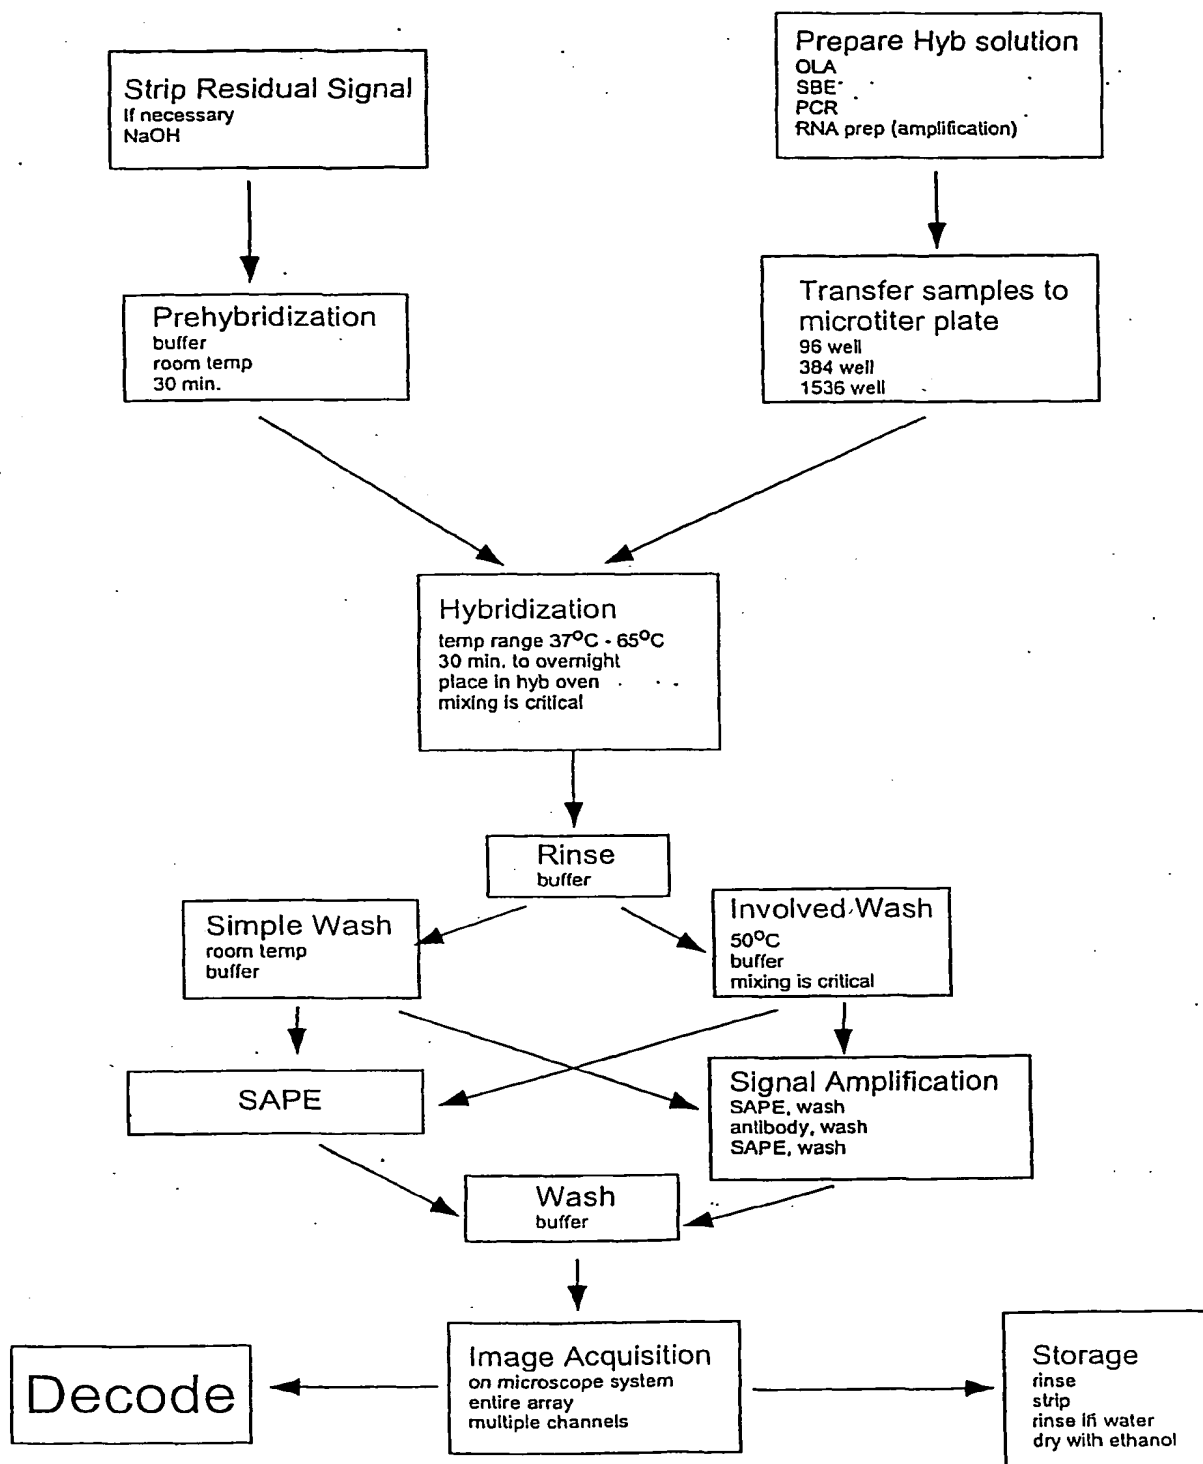 Strip Residual Signal
If necessary
NaOH
Prepare Hyb solution
OLA
SBE
PCR
RNA prep (amplification)
Prehybridization
buffer
room temp
30 min.
Transfer samples to
microtiter plate
96 well
384 well
1536 well
Hybridization
temp range 37°C - 65°C
30 min. to overnight
place in hyb oven
mixing is critical
Rinse
buffer
Simple Wash
room temp
buffer
Involved Wash
50°C
buffer
mixing is critical
SAPE
Signal Amplification
SAPE, wash
antibody, wash
SAPE, wash
Wash
buffer
Decode
Image Acquisition
on microscope system
entire array
multiple channels
Storage
rinse
strip
rinse in water
dry with ethanol